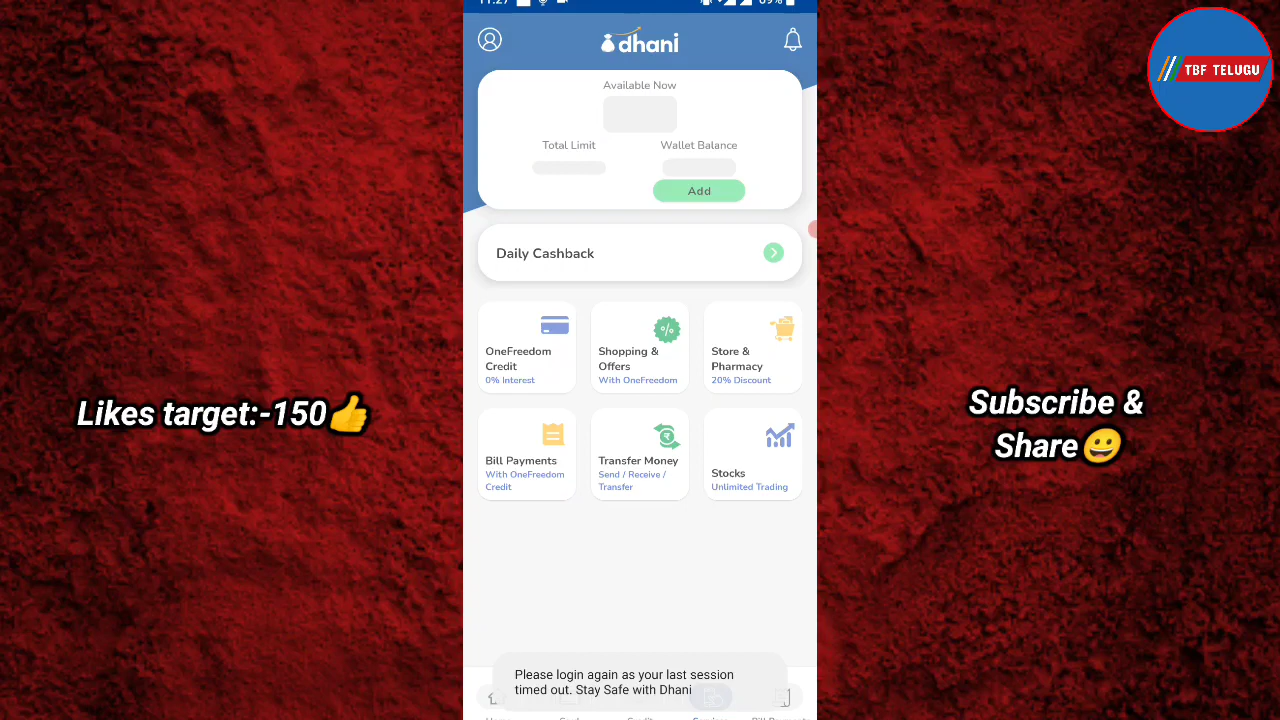 dhani
TBF TELUGU
Available Now
Total Limit
Wallet Balance
Add
Daily Cashback
OneFreedom
Credit
0% Interest
Shopping &
Offers
With OneFreedom
Store &
Pharmacy
20% Discount
Bill Payments
With OneFreedom
Credit
Transfer Money
Send / Receive /
Transfer
Stocks
Unlimited Trading
Likes target:-150👍
Subscribe &
Share😀
Please login again as your last session
timed out. Stay Safe with Dhani